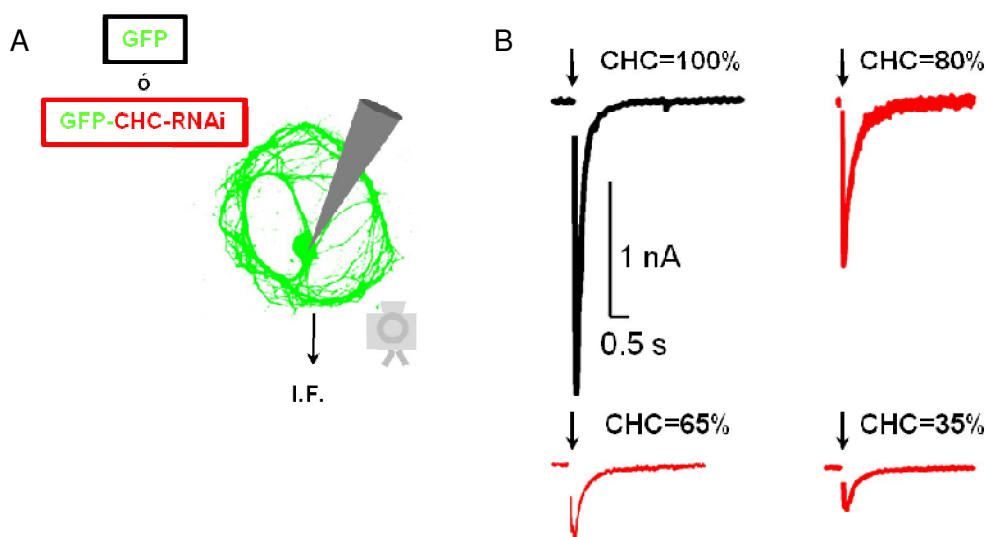 A
GFP
ó
GFP-CHC-RNAi
I.F.
B
CHC=100%
CHC=80%
1 nA
0.5 s
CHC=65%
CHC=35%